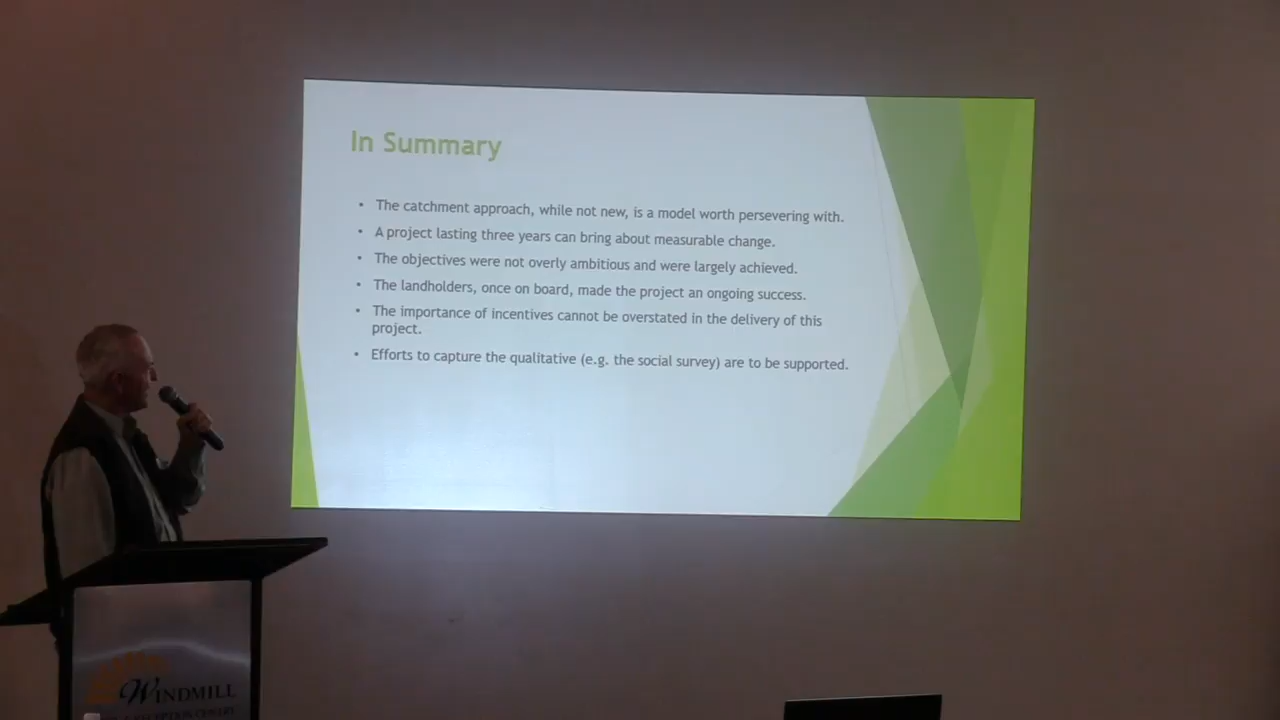 In Summary
• The catchment approach, while not new, is a model worth persevering with.
• A project lasting three years can bring about measurable change.
• The objectives were not overly ambitious and were largely achieved.
• The landholders, once on board, made the project an ongoing success.
• The importance of incentives cannot be overstated in the delivery of this
project.
• Efforts to capture the qualitative (e.g. the social survey) are to be supported.
WINDMILL